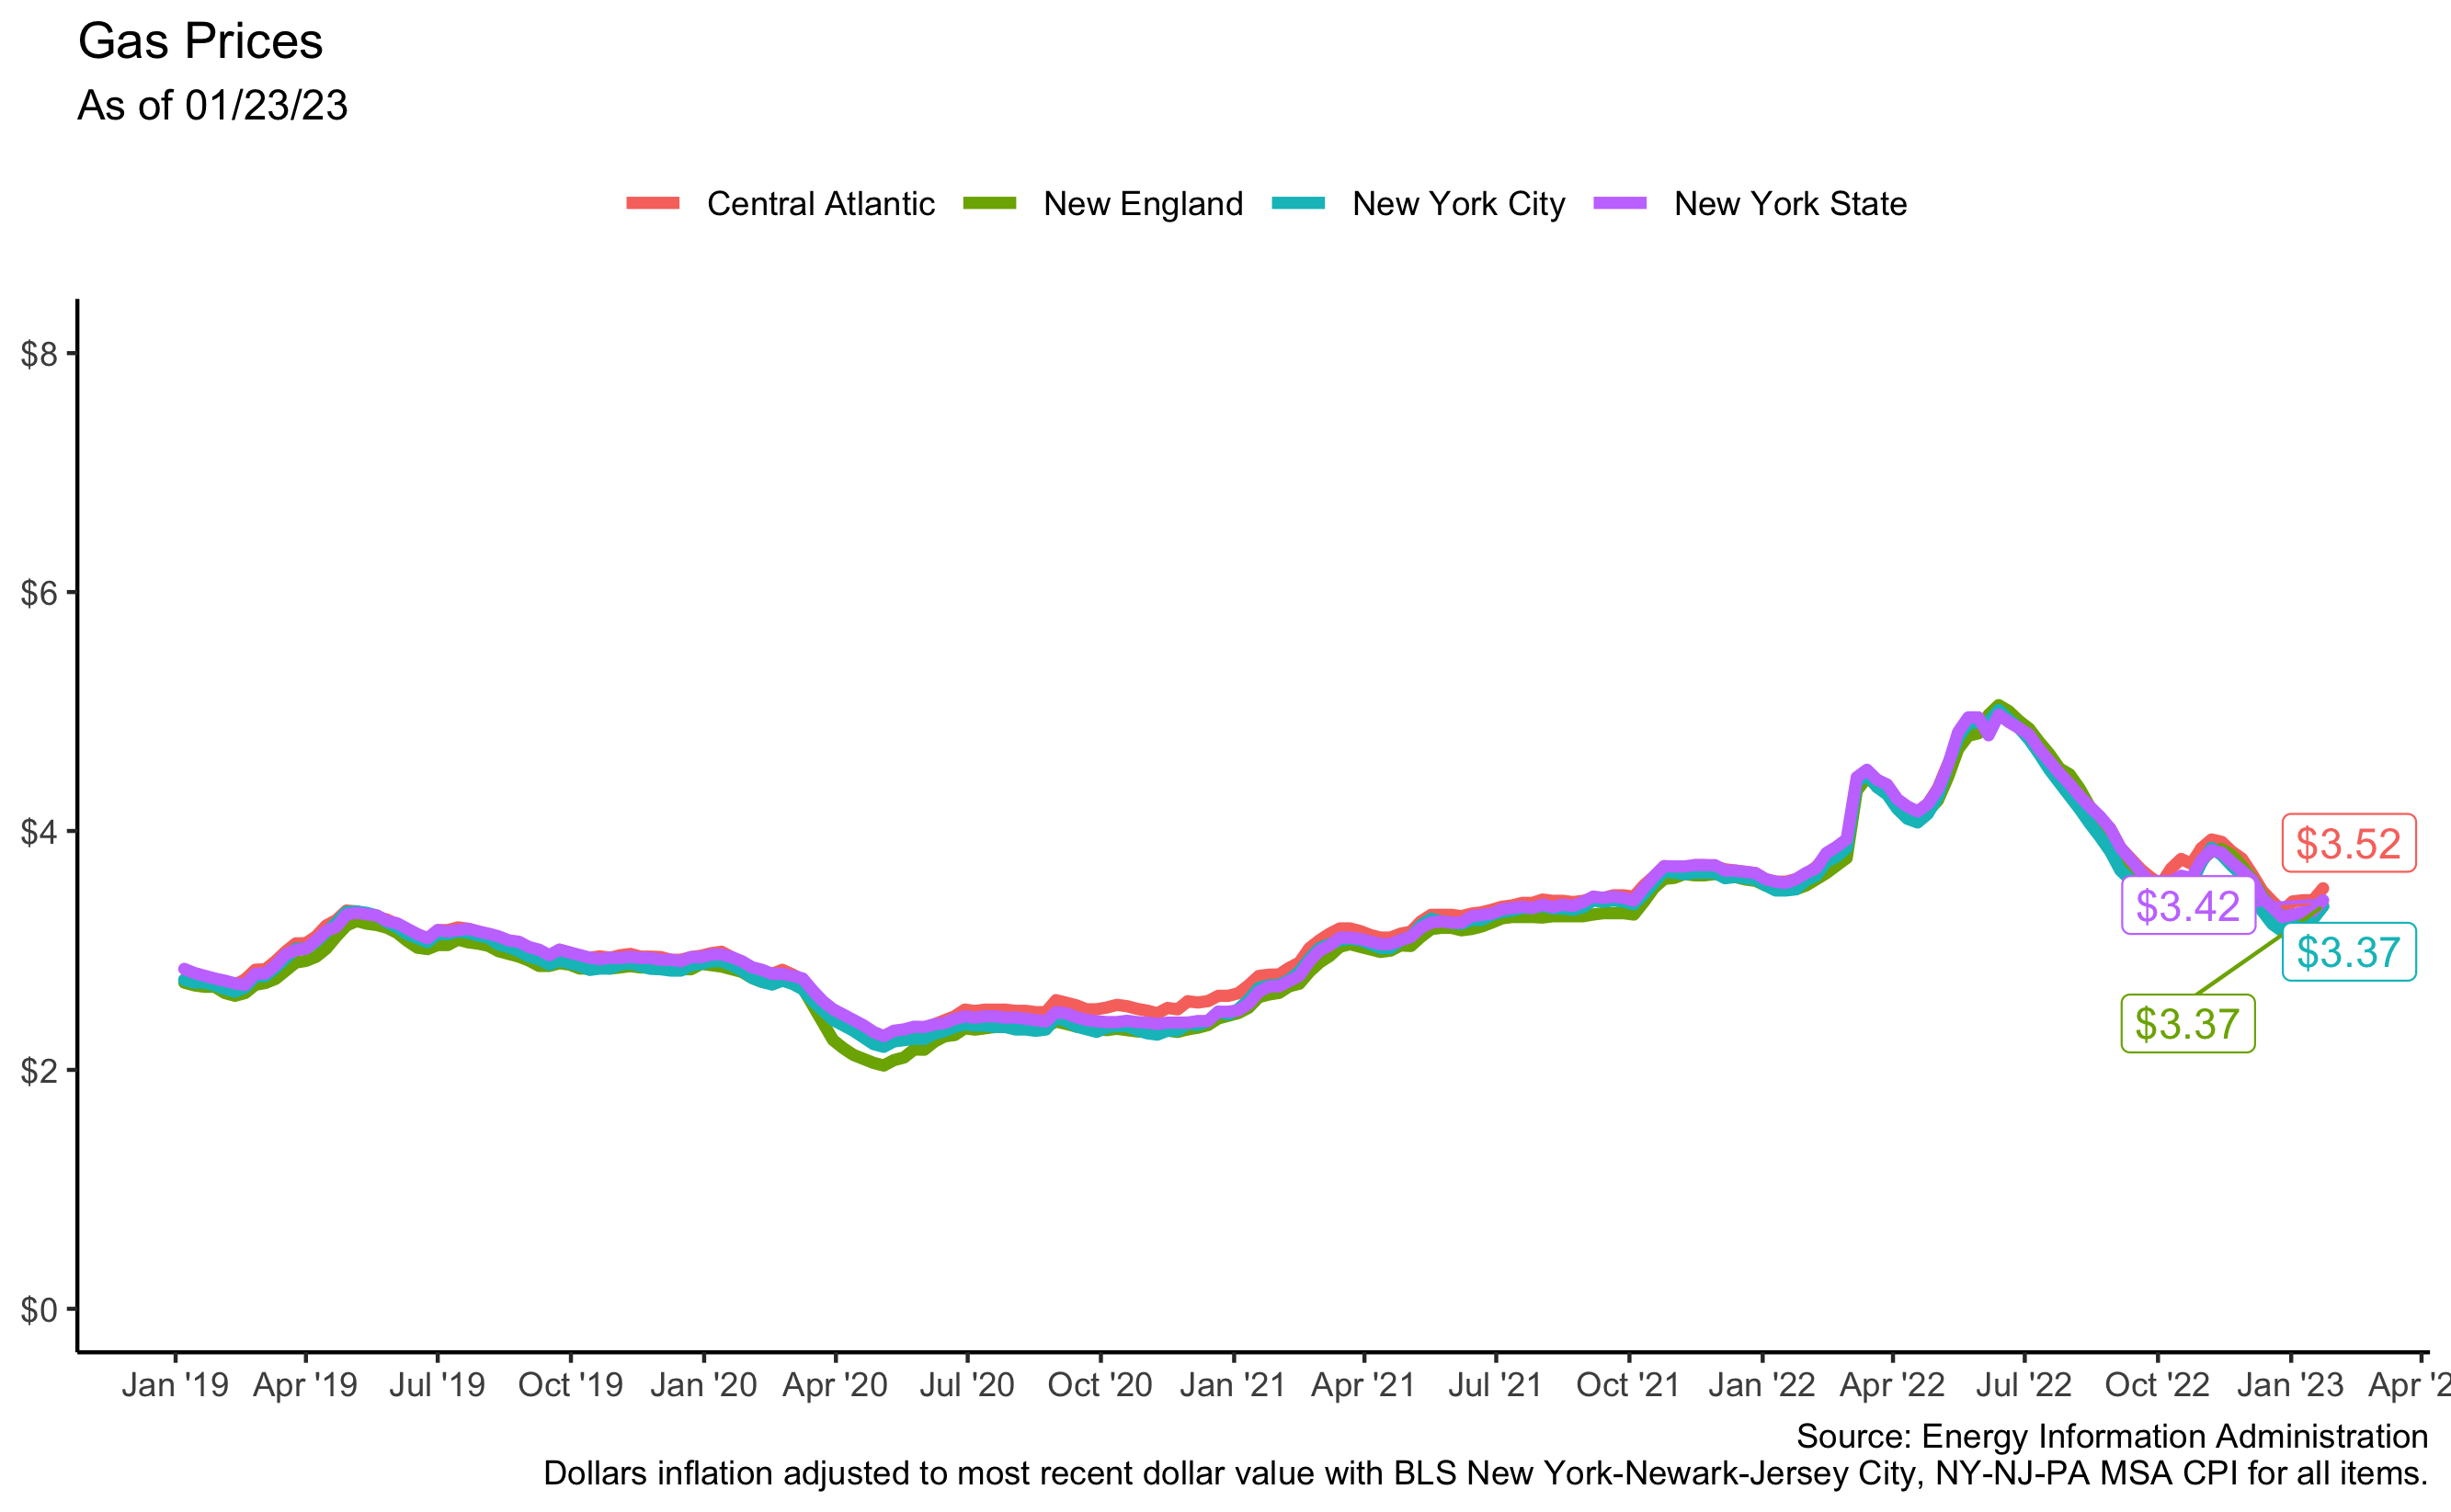 Gas Prices
As of 01/23/23
Central Atlantic New England New York City New York State
$8
$6
$4
$2
$0
$3.52
$3.42
$3.37
$3.37
Jan '19 Apr '19 Jul '19 Oct '19 Jan '20 Apr '20 Jul '20 Oct '20 Jan '21 Apr '21 Jul '21 Oct '21 Jan '22 Apr '22 Jul '22 Oct '22 Jan '23 Apr '2
Source: Energy Information Administration
Dollars inflation adjusted to most recent dollar value with BLS New York-Newark-Jersey City, NY-NJ-PA MSA CPI for all items.